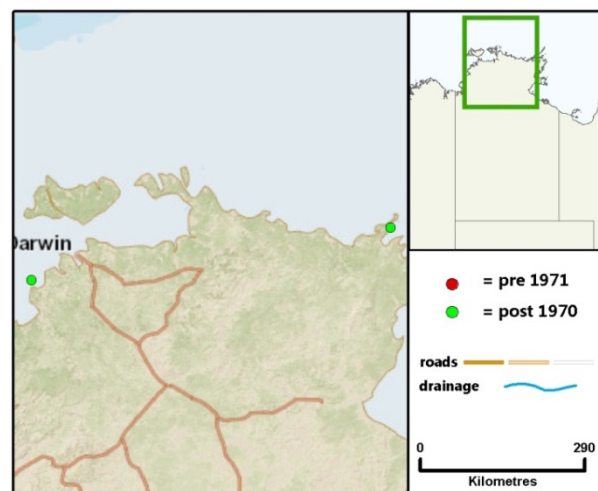 Darwin
= pre 1971
= post 1970
roads
drainage
0 290
Kilometres